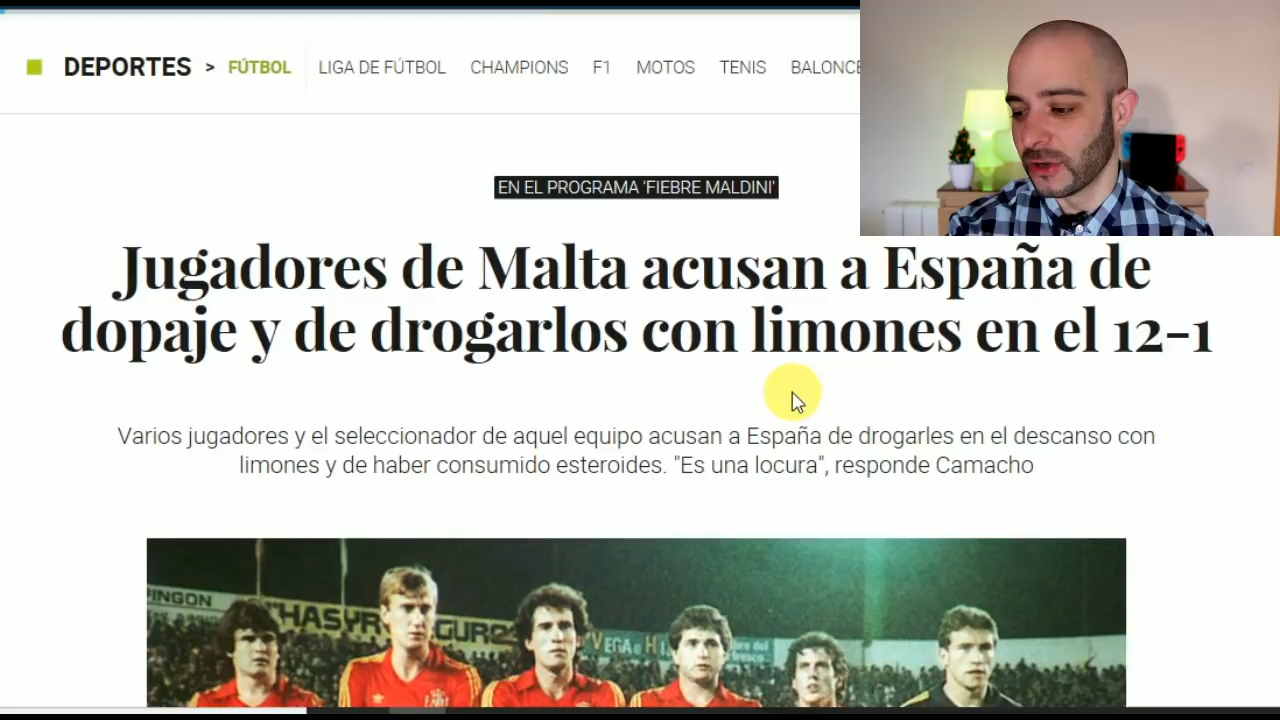 DEPORTES > FÚTBOL LIGA DE FÚTBOL CHAMPIONS F1 MOTOS TENIS BALONCE
EN EL PROGRAMA 'FIEBRE MALDINI'
Jugadores de Malta acusan a España de
dopaje y de drogarlos con limones en el 12-1
Varios jugadores y el seleccionador de aquel equipo acusan a España de drogarles en el descanso con
limones y de haber consumido esteroides. "Es una locura", responde Camacho